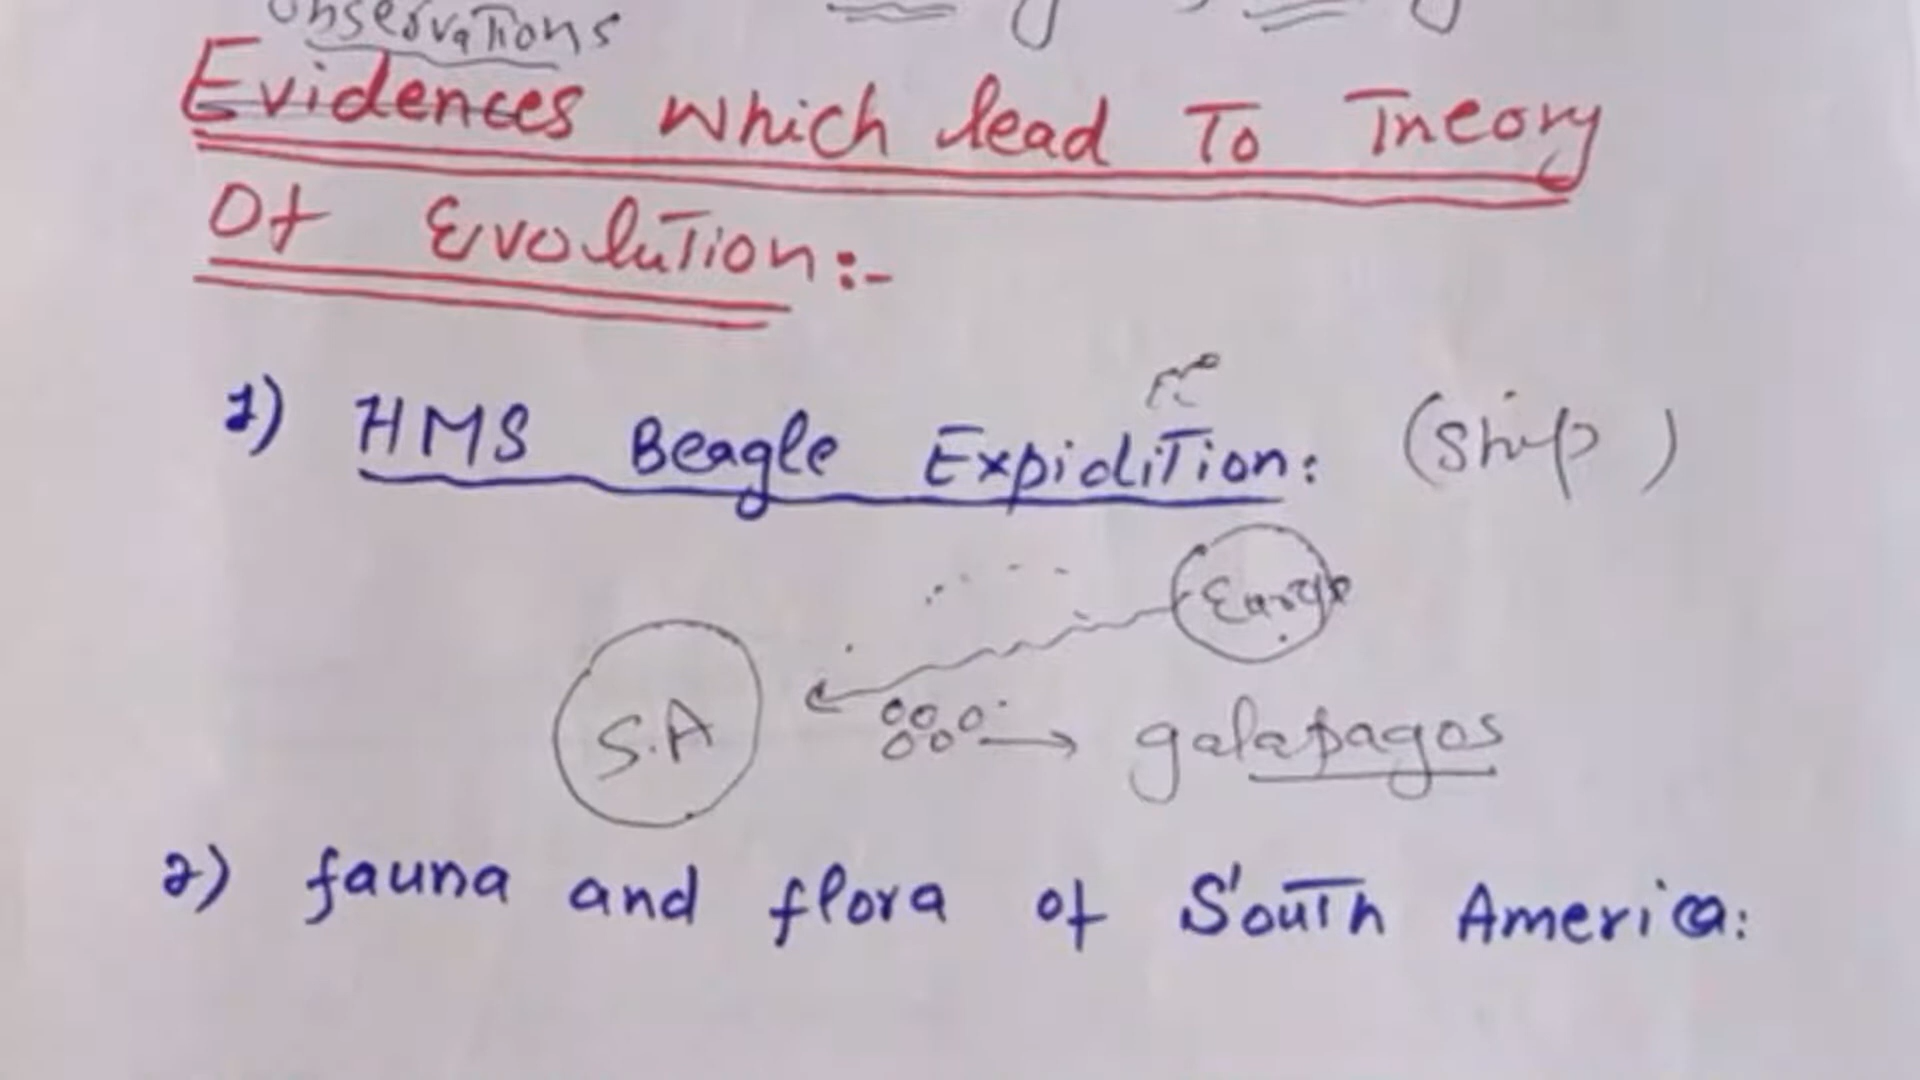 Observations
Evidences which lead To Theory
Of Evolution:-
1) HMS Beagle Expidition: (Ship)
Europe
S.A
galapagos
2) fauna and flora of South America: